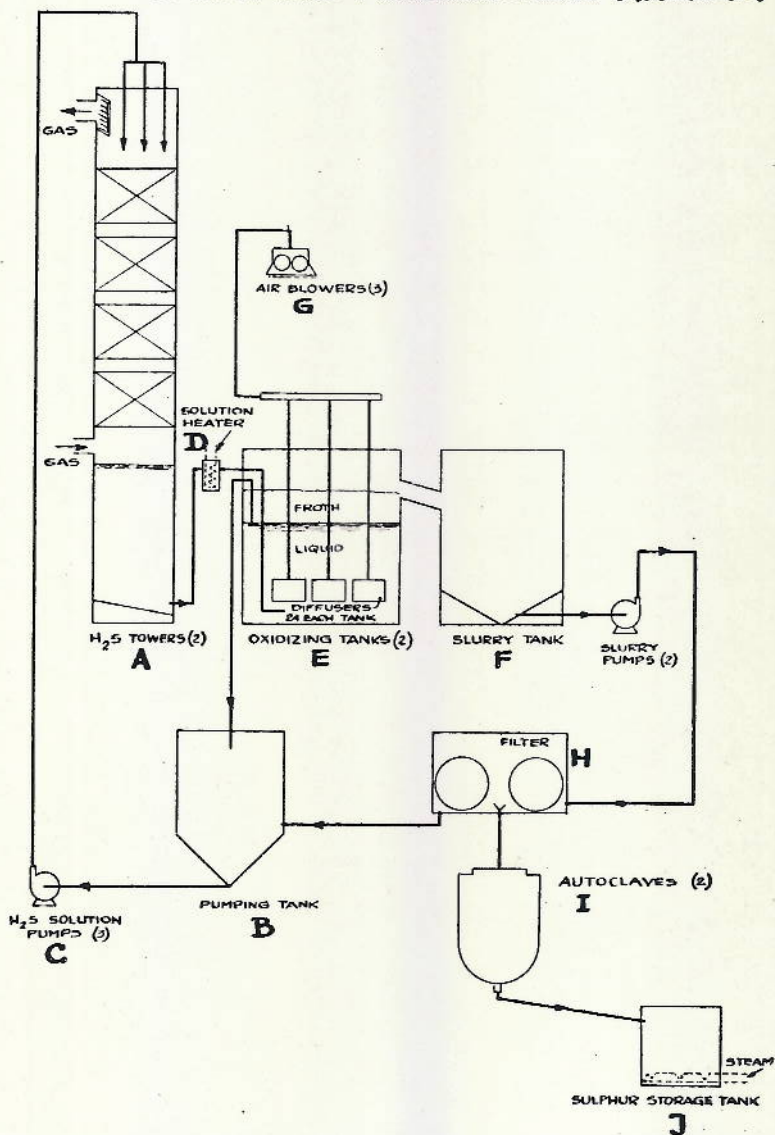 GAS
AIR BLOWERS (3)
G
SOLUTION
HEATER
D
GAS
FROTH
LIQUID
DIFFUSERS
24 EACH TANK
H₂S TOWERS (2)
A
OXIDIZING TANKS (2)
E
SLURRY TANK
F
SLURRY
PUMPS (2)
FILTER
H
PUMPING TANK
B
AUTOCLAVES (2)
I
H₂S SOLUTION
PUMPS (3)
C
STEAM
SULPHUR STORAGE TANK
J